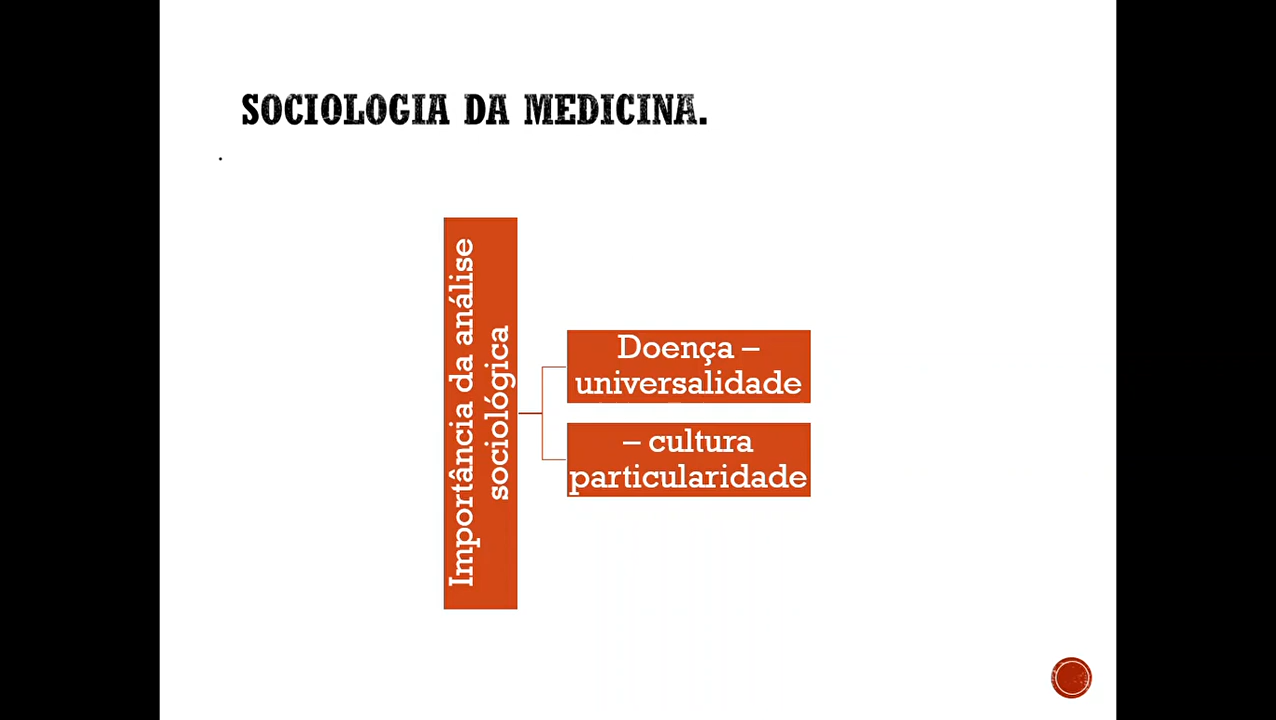 SOCIOLOGIA DA MEDICINA.
.
Importância da análise
sociológica
Doença –
universalidade
– cultura
particularidade